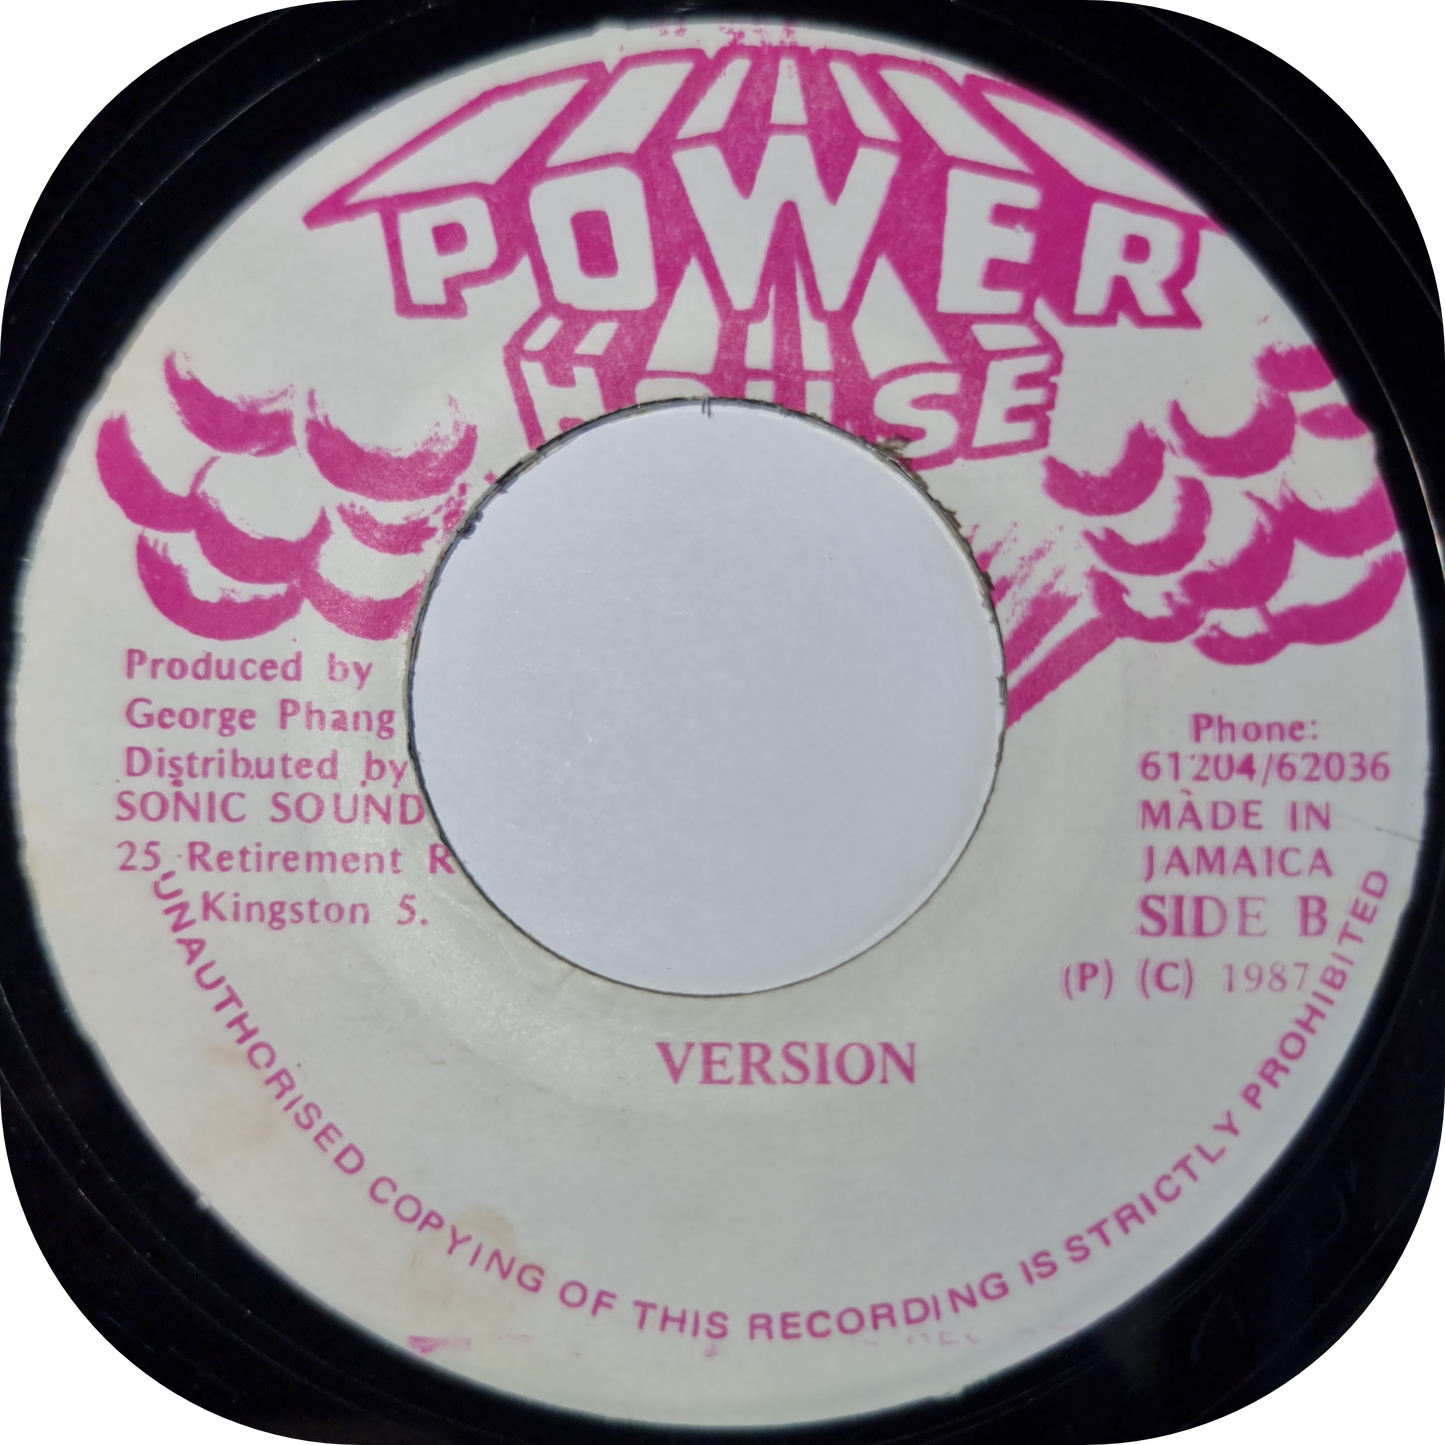 POWER
HOUSE
Produced by
George Phang
Distributed by
SONIC SOUND
25 Retirement R
Kingston 5.
Phone:
61204/62036
MADE IN
JAMAICA
SIDE B
(P) (C) 1987
VERSION
UNAUTHORISED COPYING OF THIS RECORDING IS STRICTLY PROHIBITED